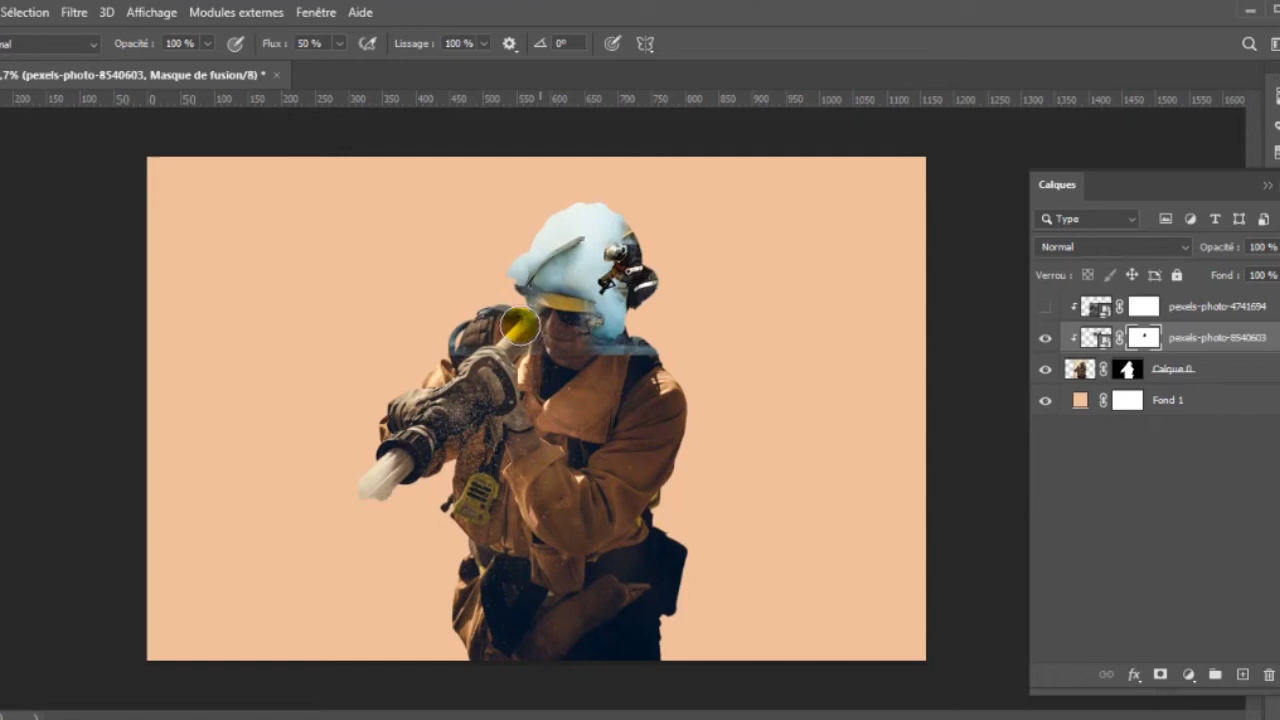 Sélection Filtre 3D Affichage Modules externes Fenêtre Aide
nal Opacité : 100 % Flux : 50 % Lissage : 100 % 0°
,7% (pexels-photo-8540603, Masque de fusion/8) * ×
200 150 100 50 0 50 100 150 200 250 300 350 400 450 500 550 600 650 700 750 800 850 900 950 1000 1050 1100 1150 1200 1250 1300 1350 1400 1450 1500 1550 1600
Calques
Type
Normal Opacité : 100 %
Verrou : Fond : 100 %
pexels-photo-4741694
pexels-photo-8540603
Calque 0
Fond 1
fx